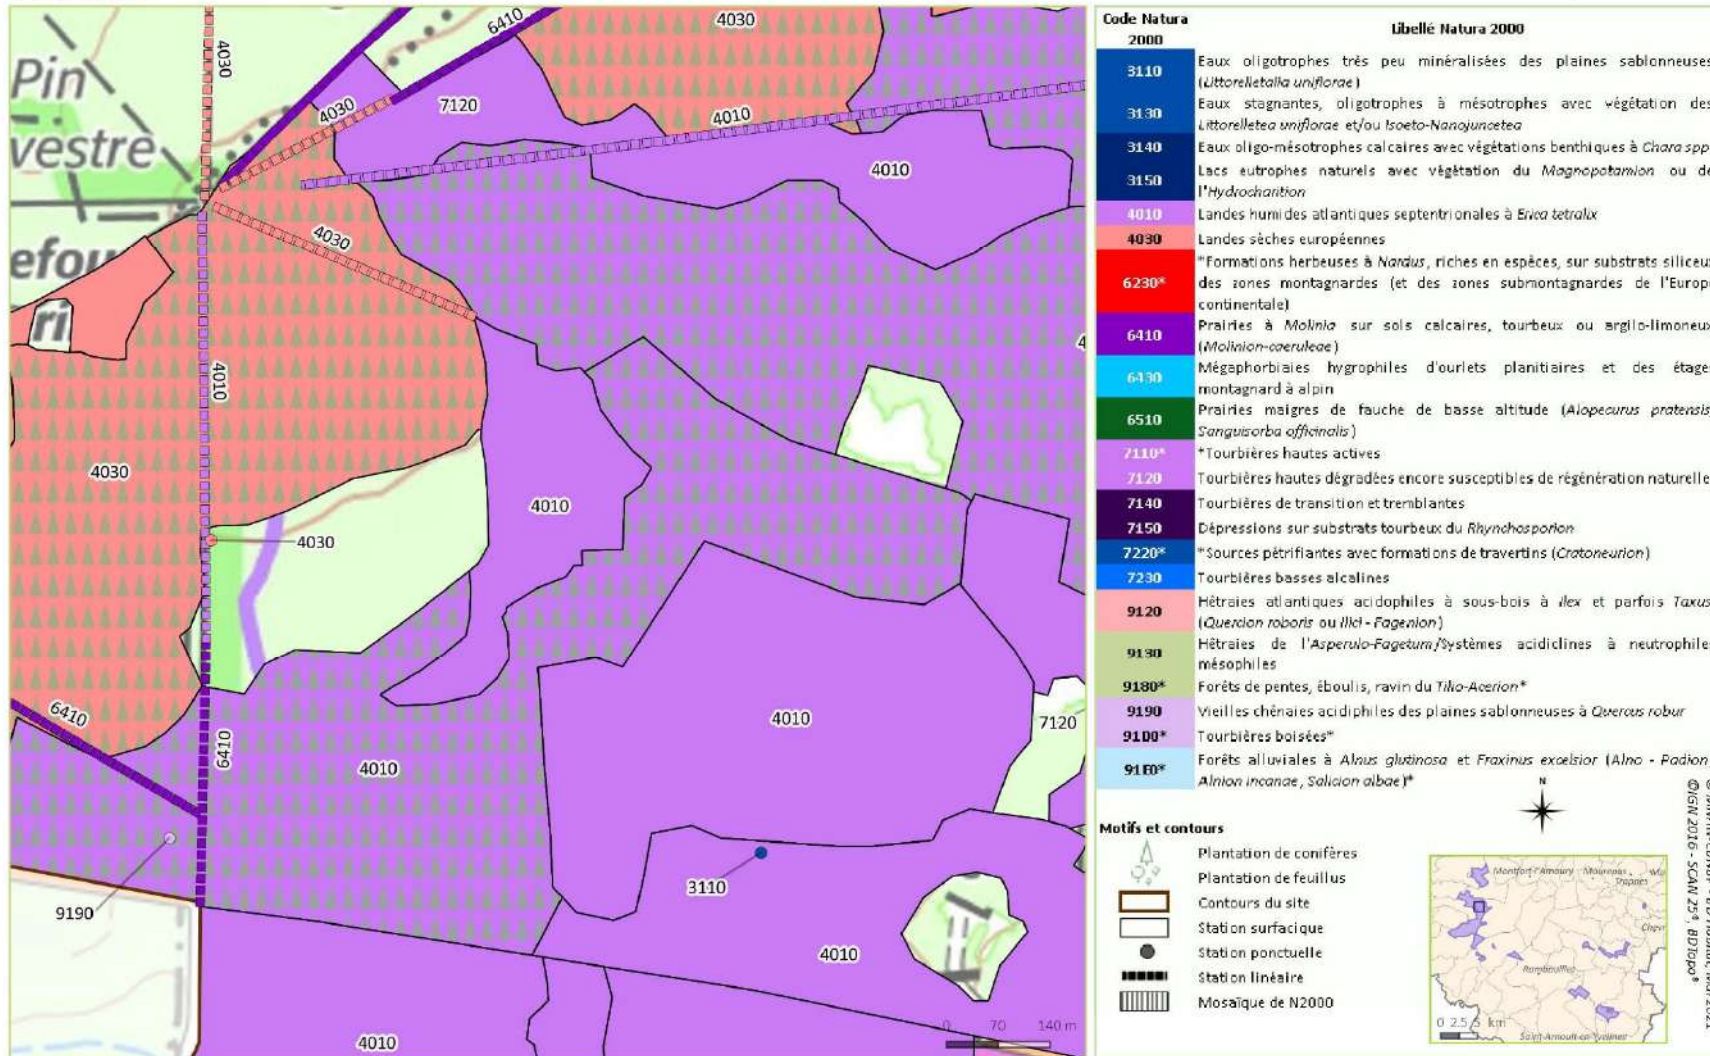 4030
6410
4030
Pin
vestre
efou
ri
4030
7120
4010
4010
4030
4010
4030
4010
4030
6410
6410
4010
4010
7120
3110
9190
4010
4010
0 70 140 m
Code Natura
2000
Libellé Natura 2000
3110
Eaux oligotrophes très peu minéralisées des plaines sablonneuses
(Littorelletalia uniflorae)
3130
Eaux stagnantes, oligotrophes à mésotrophes avec végétation des
Littorelletea uniflorae et/ou Isoeto-Nanojuncetea
3140
Eaux oligo-mésotrophes calcaires avec végétations benthiques à Chara spp
3150
Lacs eutrophes naturels avec végétation du Magnopotamion ou de
l'Hydrocharition
4010
Landes humides atlantiques septentrionales à Erica tetralix
4030
Landes sèches européennes
6230*
*Formations herbeuses à Nardus, riches en espèces, sur substrats siliceux
des zones montagnardes (et des zones submontagnardes de l'Europe
continentale)
6410
Prairies à Molinia sur sols calcaires, tourbeux ou argilo-limoneux
(Molinion-caeruleae)
6430
Mégaphorbiaies hygrophiles d'ourlets planitiaires et des étage
montagnard à alpin
6510
Prairies maigres de fauche de basse altitude (Alopecurus pratensis,
Sanguisorba officinalis)
7110*
*Tourbières hautes actives
7120
Tourbières hautes dégradées encore susceptibles de régénération naturelle
7140
Tourbières de transition et tremblantes
7150
Dépressions sur substrats tourbeux du Rhynchosporion
7220*
*Sources pétrifiantes avec formations de travertins (Cratoneurion)
7230
Tourbières basses alcalines
9120
Hêtraies atlantiques acidophiles à sous-bois à Ilex et parfois Taxus
(Quercion roboris ou Ilici - Fagenion)
9130
Hêtraies de l'Asperulo-Fagetum/Systèmes acidiclines à neutrophile
mésophiles
9180*
Forêts de pentes, éboulis, ravin du Tilio-Acerion*
9190
Vieilles chênaies acidiphiles des plaines sablonneuses à Quercus robur
91D0*
Tourbières boisées*
91E0*
Forêts alluviales à Alnus glutinosa et Fraxinus excelsior (Alno - Padion,
Alnion incanae, Salicion albae)*
Motifs et contours
Plantation de conifères
Plantation de feuillus
Contours du site
Station surfacique
Station ponctuelle
Station linéaire
Mosaïque de N2000
N
Montfort-l'Amaury Maurepas
Trappes
Rambouillet
Saint-Arnoult-en-Yvelines
0 2.5 5 km
©IGN 2016 - SCAN 25®, BDTopo®